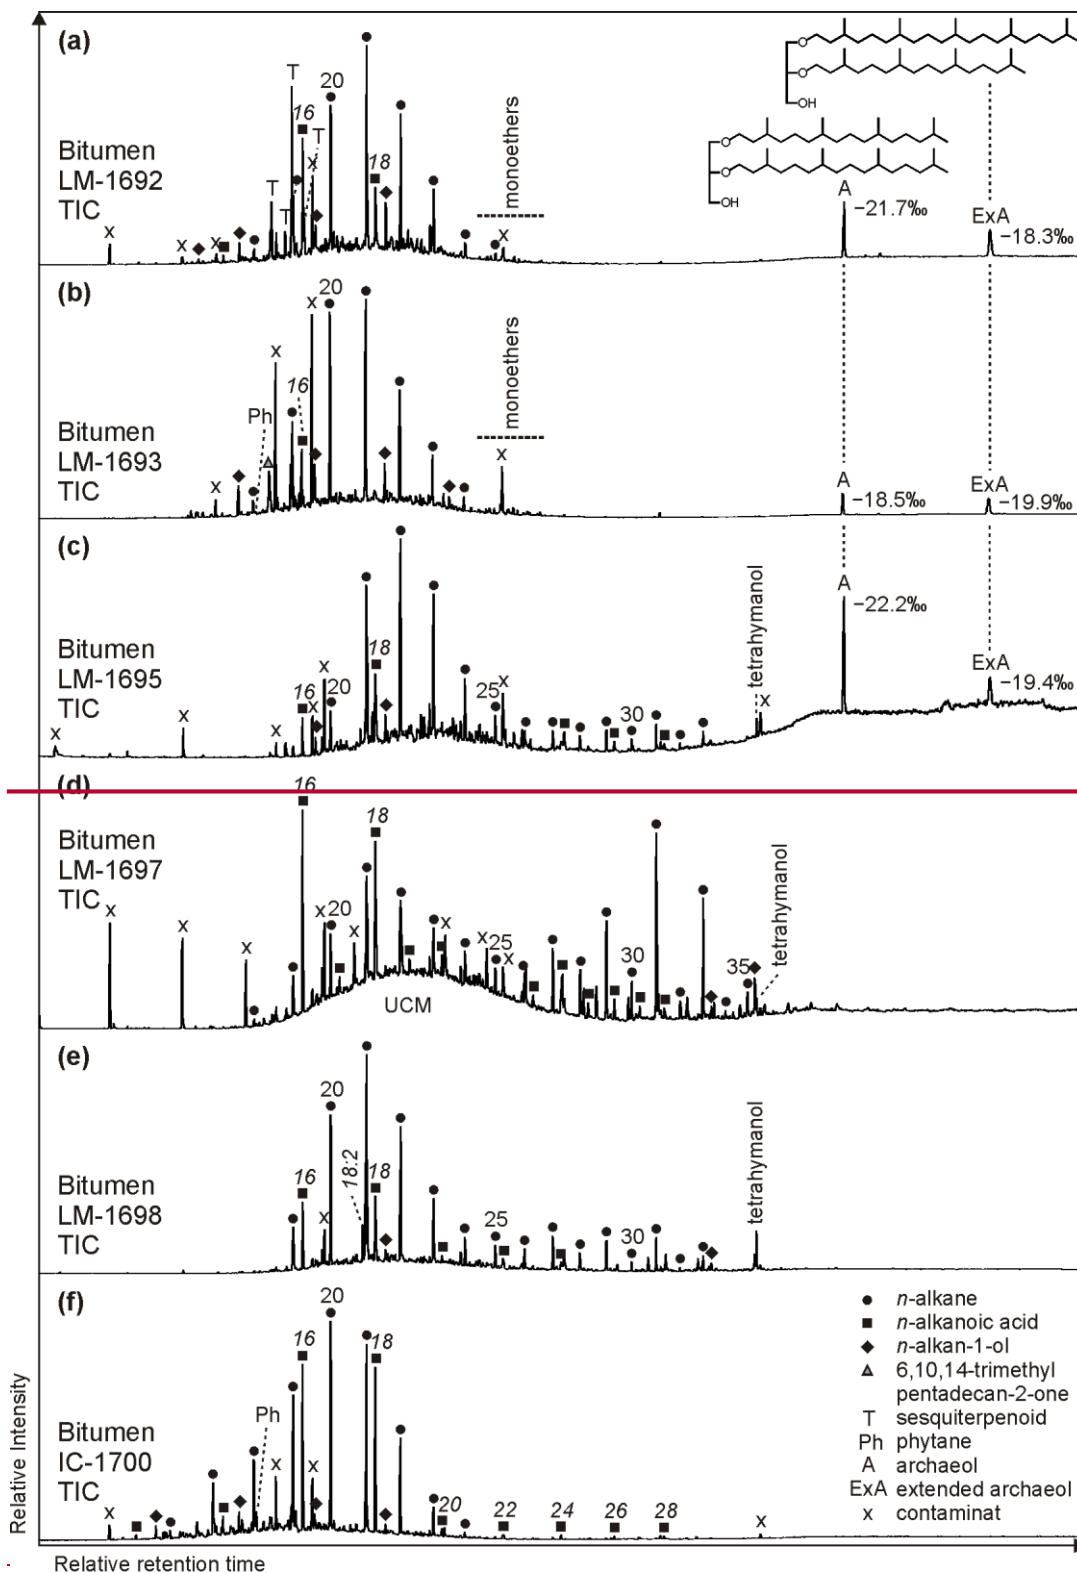 (a)
Bitumen
LM-1692
TIC
x
x
x
T
T
T
16
T
x
20
18
x
monoethers
O
O
OH
O
O
OH
A
−21.7‰
ExA
−18.3‰
(b)
Bitumen
LM-1693
TIC
x
Ph
x
16
x
20
x
monoethers
A
−18.5‰
ExA
−19.9‰
(c)
Bitumen
LM-1695
TIC
x
x
x
16
x
x
20
18
25
x
30
tetrahymanol
x
A
−22.2‰
ExA
−19.4‰
(d)
Bitumen
LM-1697
TIC
x
x
x
16
x
20
x
18
x
x
25
x
UCM
30
35
tetrahymanol
(e)
Bitumen
LM-1698
TIC
16
x
20
18:2
18
25
30
tetrahymanol
(f)
Bitumen
IC-1700
TIC
x
Ph
x
16
x
20
18
20
22
24
26
28
x
n-alkane
n-alkanoic acid
n-alkan-1-ol
6,10,14-trimethyl
pentadecan-2-one
T sesquiterpenoid
Ph phytane
A archaeol
ExA extended archaeol
x contaminat
Relative Intensity
Relative retention time